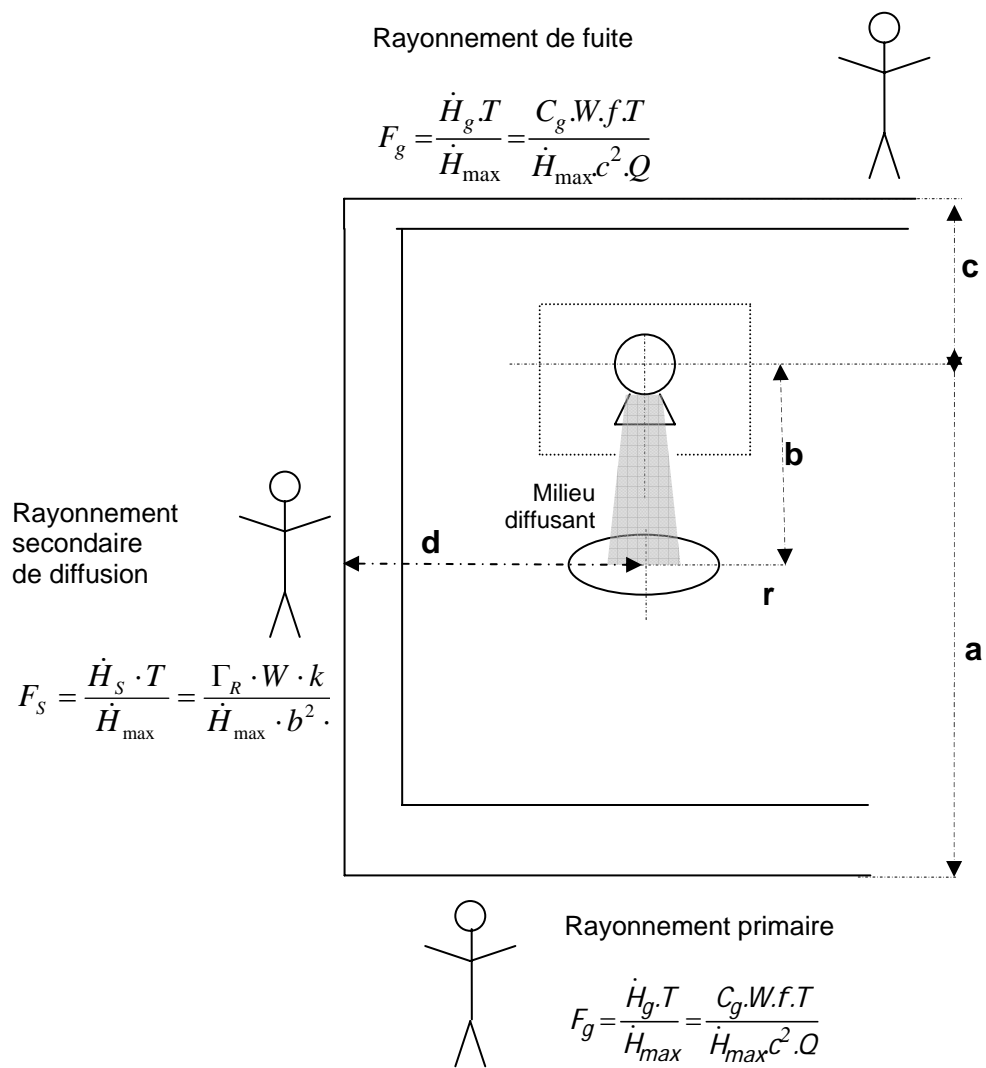 Rayonnement de fuite
F_g = Ḣ_g.T / Ḣ_max = C_g.W.f.T / Ḣ_max.c².Q
c
b
Milieu
diffusant
Rayonnement
secondaire
de diffusion
d
r
a
F_S = Ḣ_S · T / Ḣ_max = Γ_R · W · k / Ḣ_max · b² ·
Rayonnement primaire
F_g = Ḣ_g.T / Ḣ_max = C_g.W.f.T / Ḣ_max.c².Q